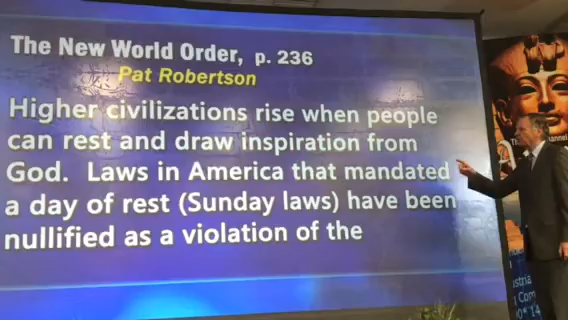 The New World Order, p. 236
Pat Robertson
Higher civilizations rise when people
can rest and draw inspiration from
God. Laws in America that mandated
a day of rest (Sunday laws) have been
nullified as a violation of the